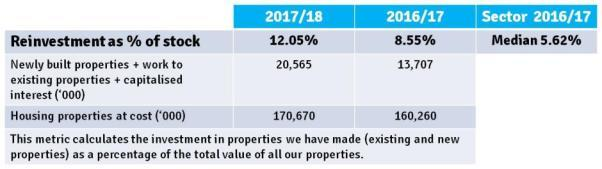 2017/18 2016/17 Sector 2016/17
Reinvestment as % of stock 12.05% 8.55% Median 5.62%
Newly built properties + work to 20,565 13,707
existing properties + capitalised
interest (‘000)
Housing properties at cost (‘000) 170,670 160,260
This metric calculates the investment in properties we have made (existing and new
properties) as a percentage of the total value of all our properties.